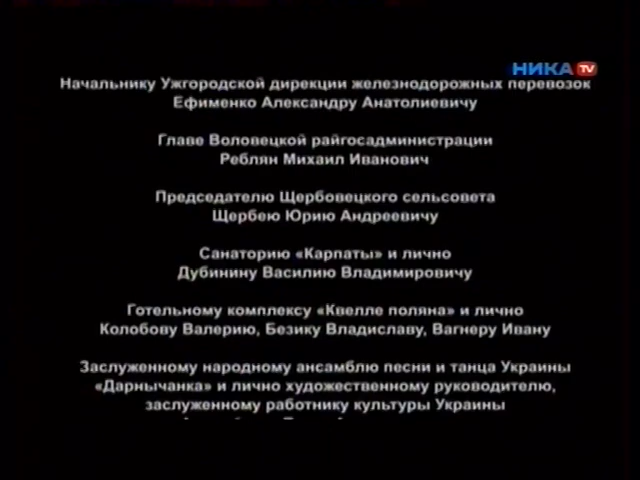 НИКА TV
Начальнику Ужгородской дирекции железнодорожных перевозок
Ефименко Александру Анатолиевичу
Главе Воловецкой райгосадминистрации
Реблян Михаил Иванович
Председателю Щербовецкого сельсовета
Щербею Юрию Андреевичу
Санаторию «Карпаты» и лично
Дубинину Василию Владимировичу
Готельному комплексу «Квелле поляна» и лично
Колобову Валерию, Безику Владиславу, Вагнеру Ивану
Заслуженному народному ансамблю песни и танца Украины
«Дарнычанка» и лично художественному руководителю,
заслуженному работнику культуры Украины